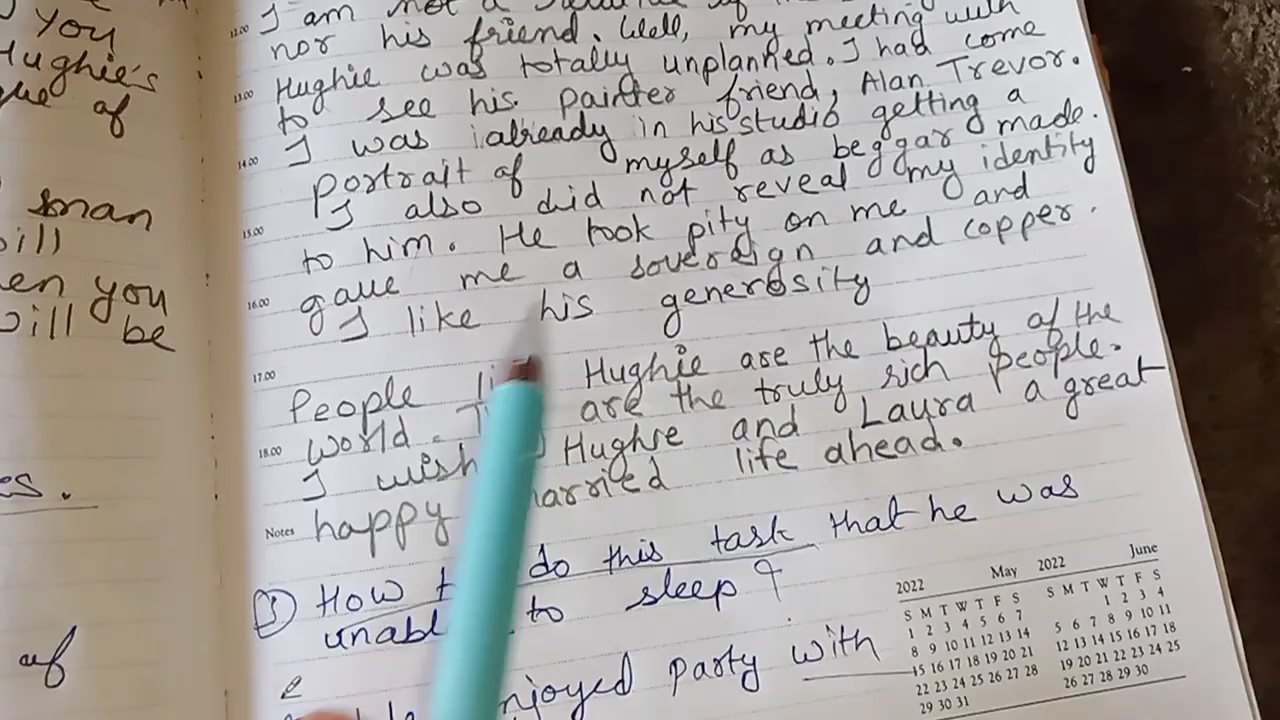 you
Hughie's
of
man
will
en you
will be
es.
of
12.00
I am not a
nor his friend. Well, my meeting with
Hughie was totally unplanned. I had come
13.00
to see his painter friend, Alan Trevor.
I was already in his studio getting a
14.00
portrait of myself as beggar made.
I also did not reveal my identity
15.00
to him. He took pity on me and
gave me a sovereign and copper.
16.00
I like his generosity
17.00
People Hughie are the beauty of the
world. are the truly rich people.
18.00
I wish Hughie and Laura a great
happy married life ahead.
Notes
3 How to do this task that he was
unable to sleep?
enjoyed party with
2022 May
S M T W T F S
1 2 3 4 5 6 7
8 9 10 11 12 13 14
15 16 17 18 19 20 21
22 23 24 25 26 27 28
29 30 31
2022 June
S M T W T F S
1 2 3 4
5 6 7 8 9 10 11
12 13 14 15 16 17 18
19 20 21 22 23 24 25
26 27 28 29 30